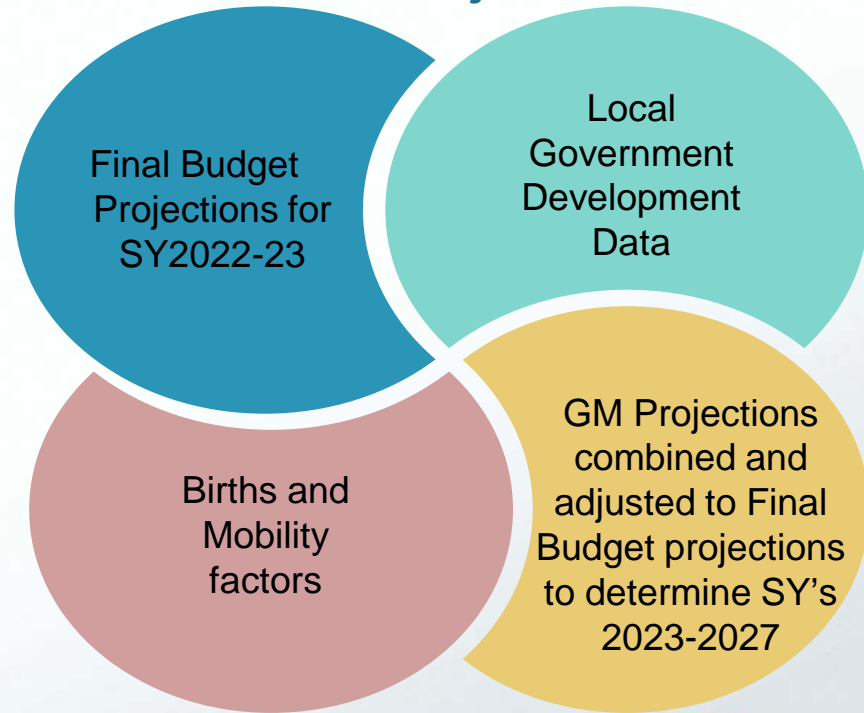 Final Budget
Projections for
SY2022-23
Local
Government
Development
Data
Births and
Mobility
factors
GM Projections
combined and
adjusted to Final
Budget projections
to determine SY's
2023-2027